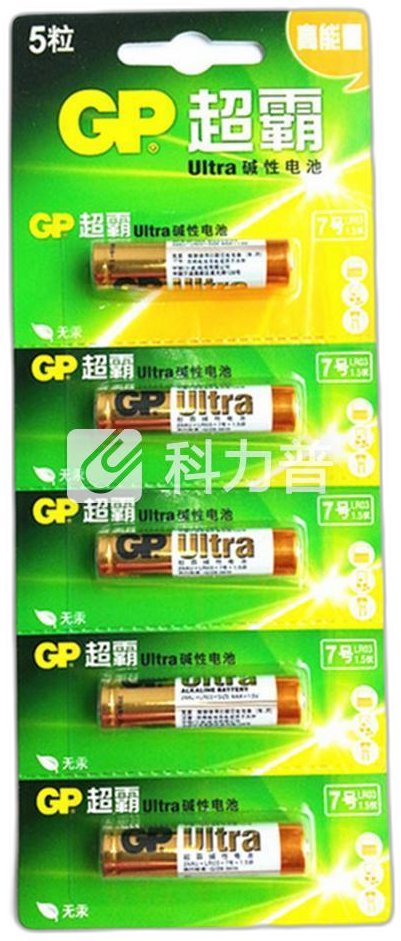 5粒
高能量
GP超霸
Ultra碱性电池
GP超霸 Ultra碱性电池
7号 LR03 1.5V
GP Ultra
无汞
GP超霸 Ultra碱性电池
7号 LR03 1.5V
GP Ultra
无汞
科力普
GP超霸 Ultra碱性电池
7号 LR03 1.5V
GP Ultra
无汞
GP超霸 Ultra碱性电池
7号 LR03 1.5V
Ultra
ALKALINE BATTERY
无汞
GP超霸 Ultra碱性电池
7号 LR03 1.5V
GP Ultra
无汞